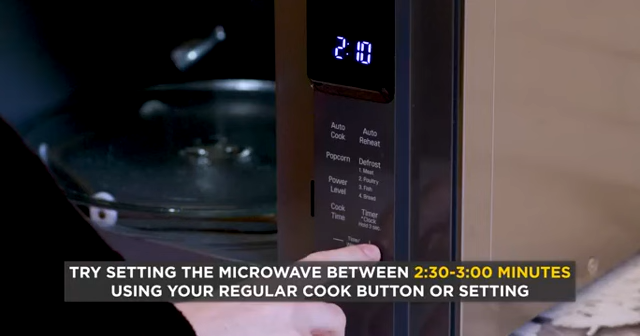 2:10
Auto Cook
Auto Reheat
Popcorn
Defrost
1. Meat
2. Poultry
3. Fish
4. Bread
Power Level
Cook Time
Timer
+ Clock
Timer
TRY SETTING THE MICROWAVE BETWEEN 2:30-3:00 MINUTES
USING YOUR REGULAR COOK BUTTON OR SETTING